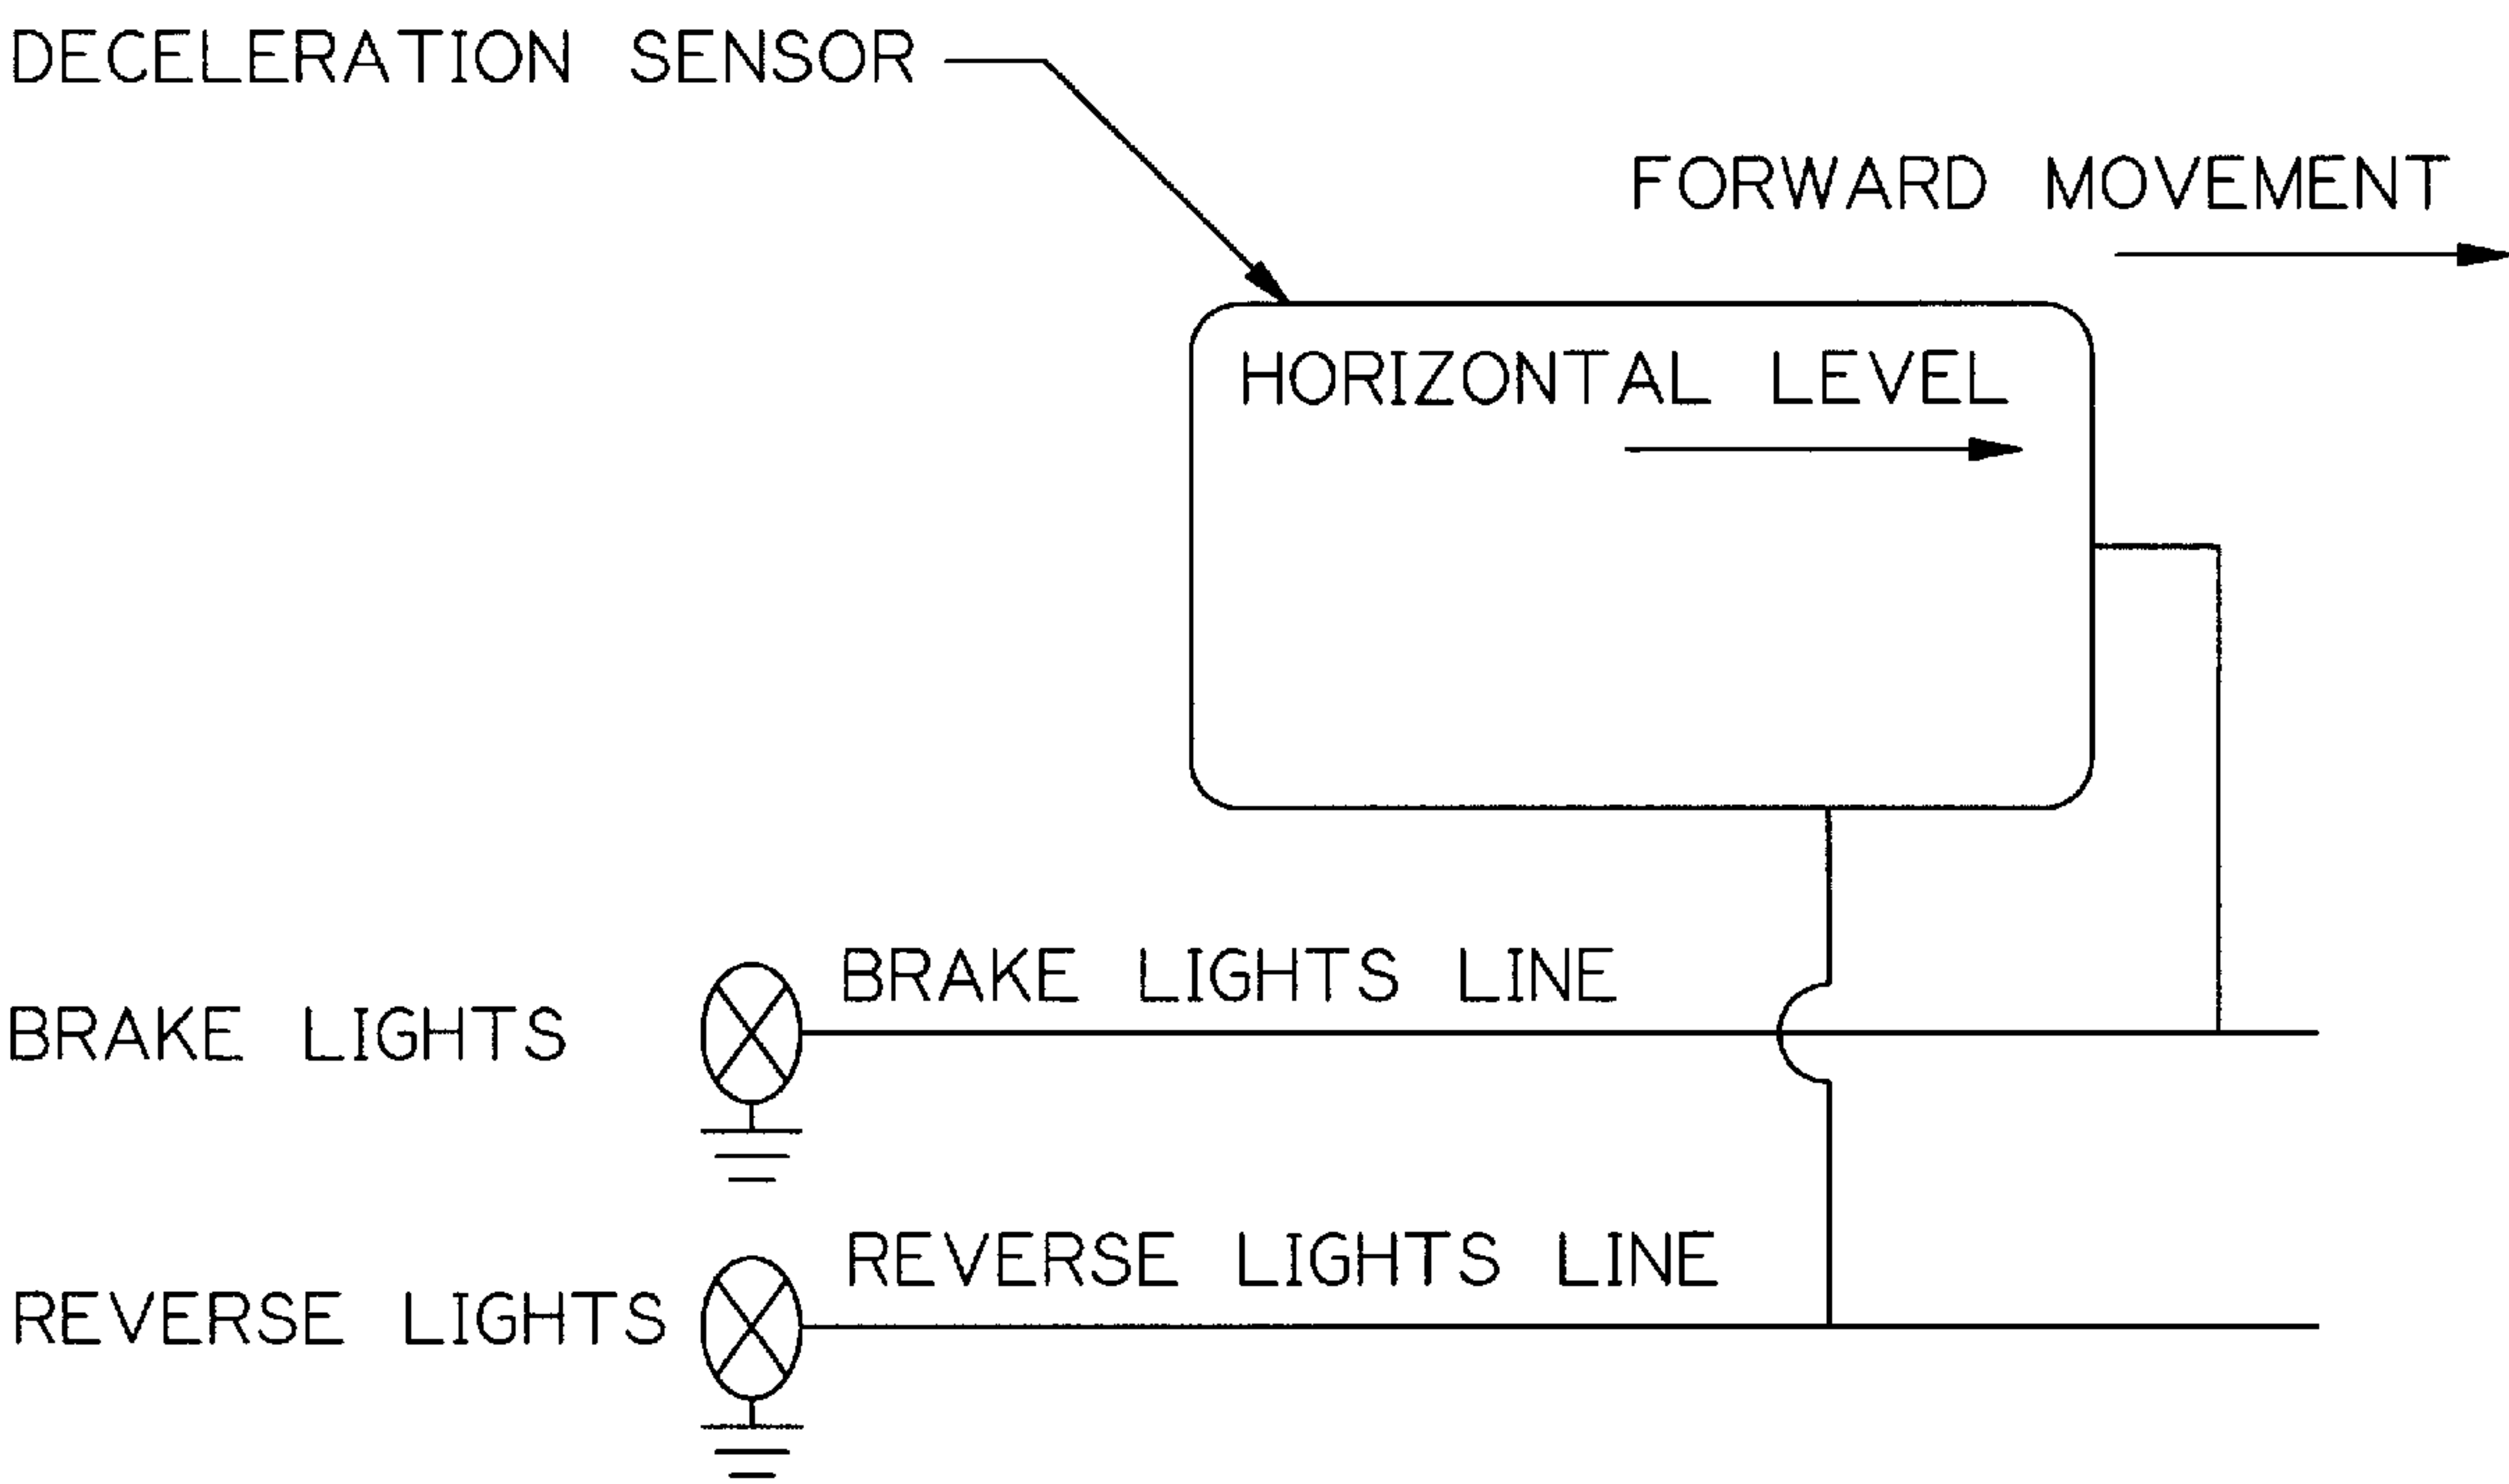 DECELERATION SENSOR
FORWARD MOVEMENT
HORIZONTAL LEVEL
BRAKE LIGHTS LINE
BRAKE LIGHTS
REVERSE LIGHTS LINE
REVERSE LIGHTS